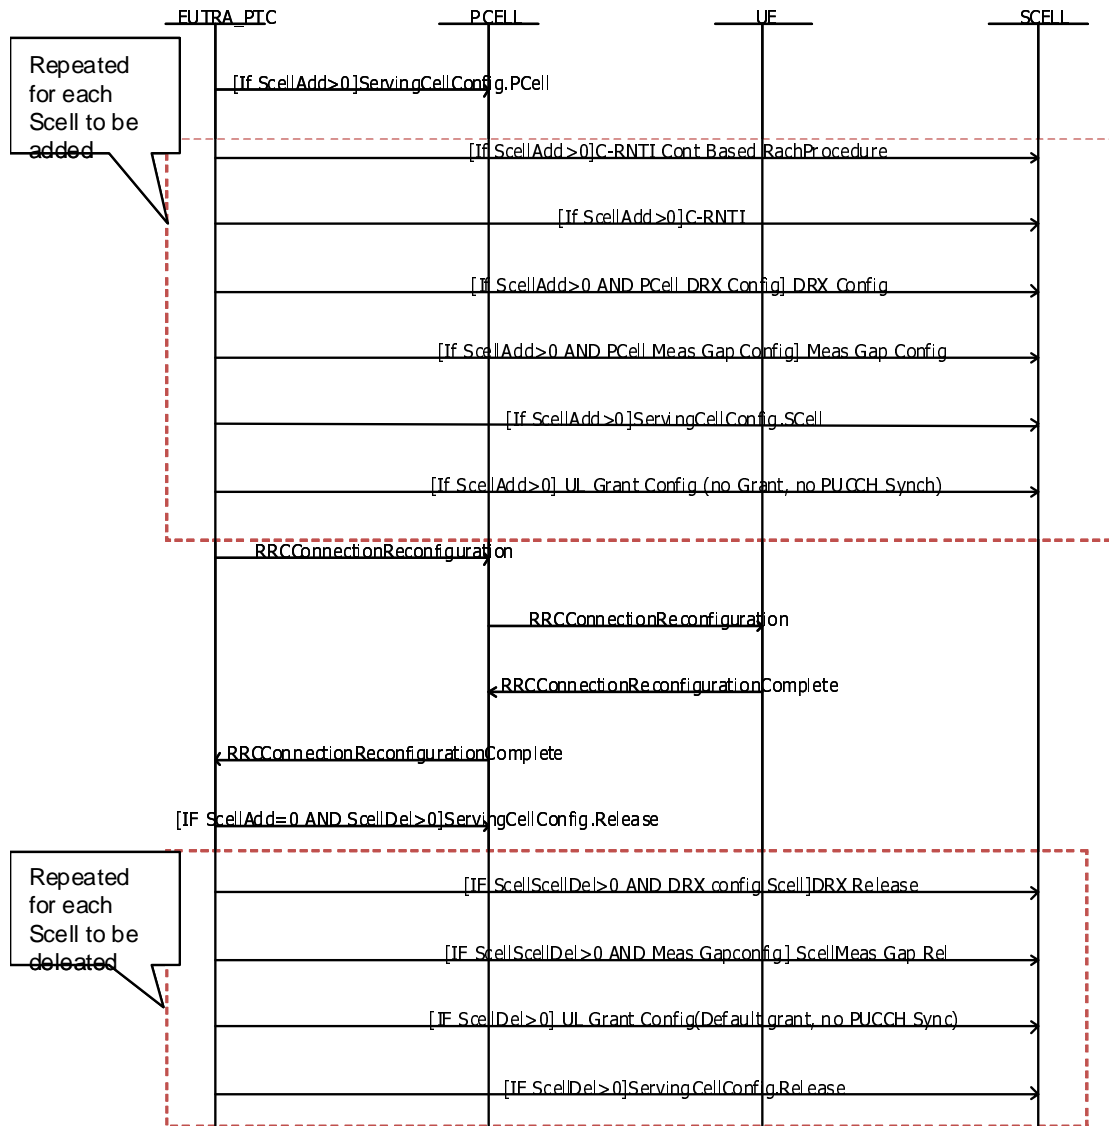 EUTRA_PTC PCELL UE SCELL
Repeated
for each
Scell to be
added
[If ScellAdd>0]ServingCellConfig.PCell
[If ScellAdd>0]C-RNTI Cont Based RachProcedure
[If ScellAdd>0]C-RNTI
[If ScellAdd>0 AND PCell DRX Config] DRX Config
[If ScellAdd>0 AND PCell Meas Gap Config] Meas Gap Config
[If ScellAdd>0]ServingCellConfig.SCell
[If ScellAdd>0] UL Grant Config (no Grant, no PUCCH Synch)
RRCConnectionReconfiguration
RRCConnectionReconfiguration
RRCConnectionReconfigurationComplete
RRCConnectionReconfigurationComplete
[IF ScellAdd=0 AND ScellDel>0]ServingCellConfig.Release
Repeated
for each
Scell to be
deleated
[IF ScellScellDel>0 AND DRX config Scell]DRX Release
[IF ScellScellDel>0 AND Meas Gapconfig] ScellMeas Gap Rel
[IF ScellDel>0] UL Grant Config(Default grant, no PUCCH Sync)
[IF ScellDel>0]ServingCellConfig.Release